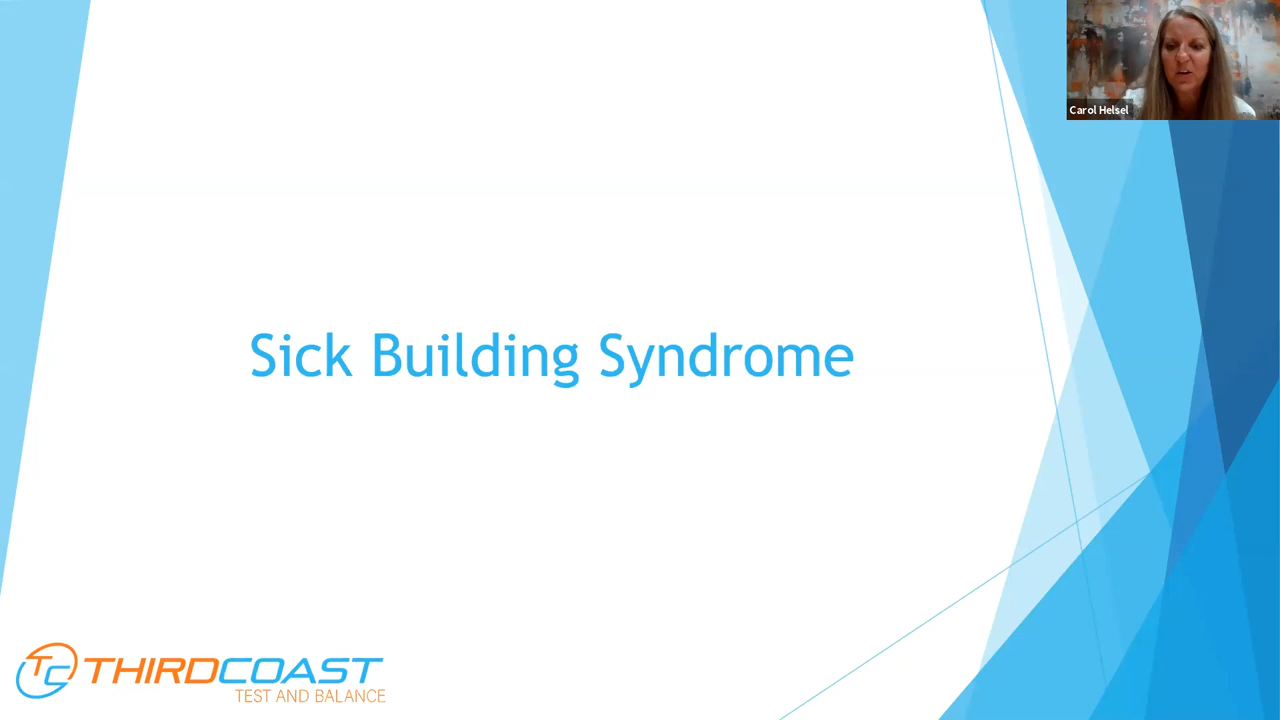 Carol Helsel
Sick Building Syndrome
TC THIRDCOAST
TEST AND BALANCE